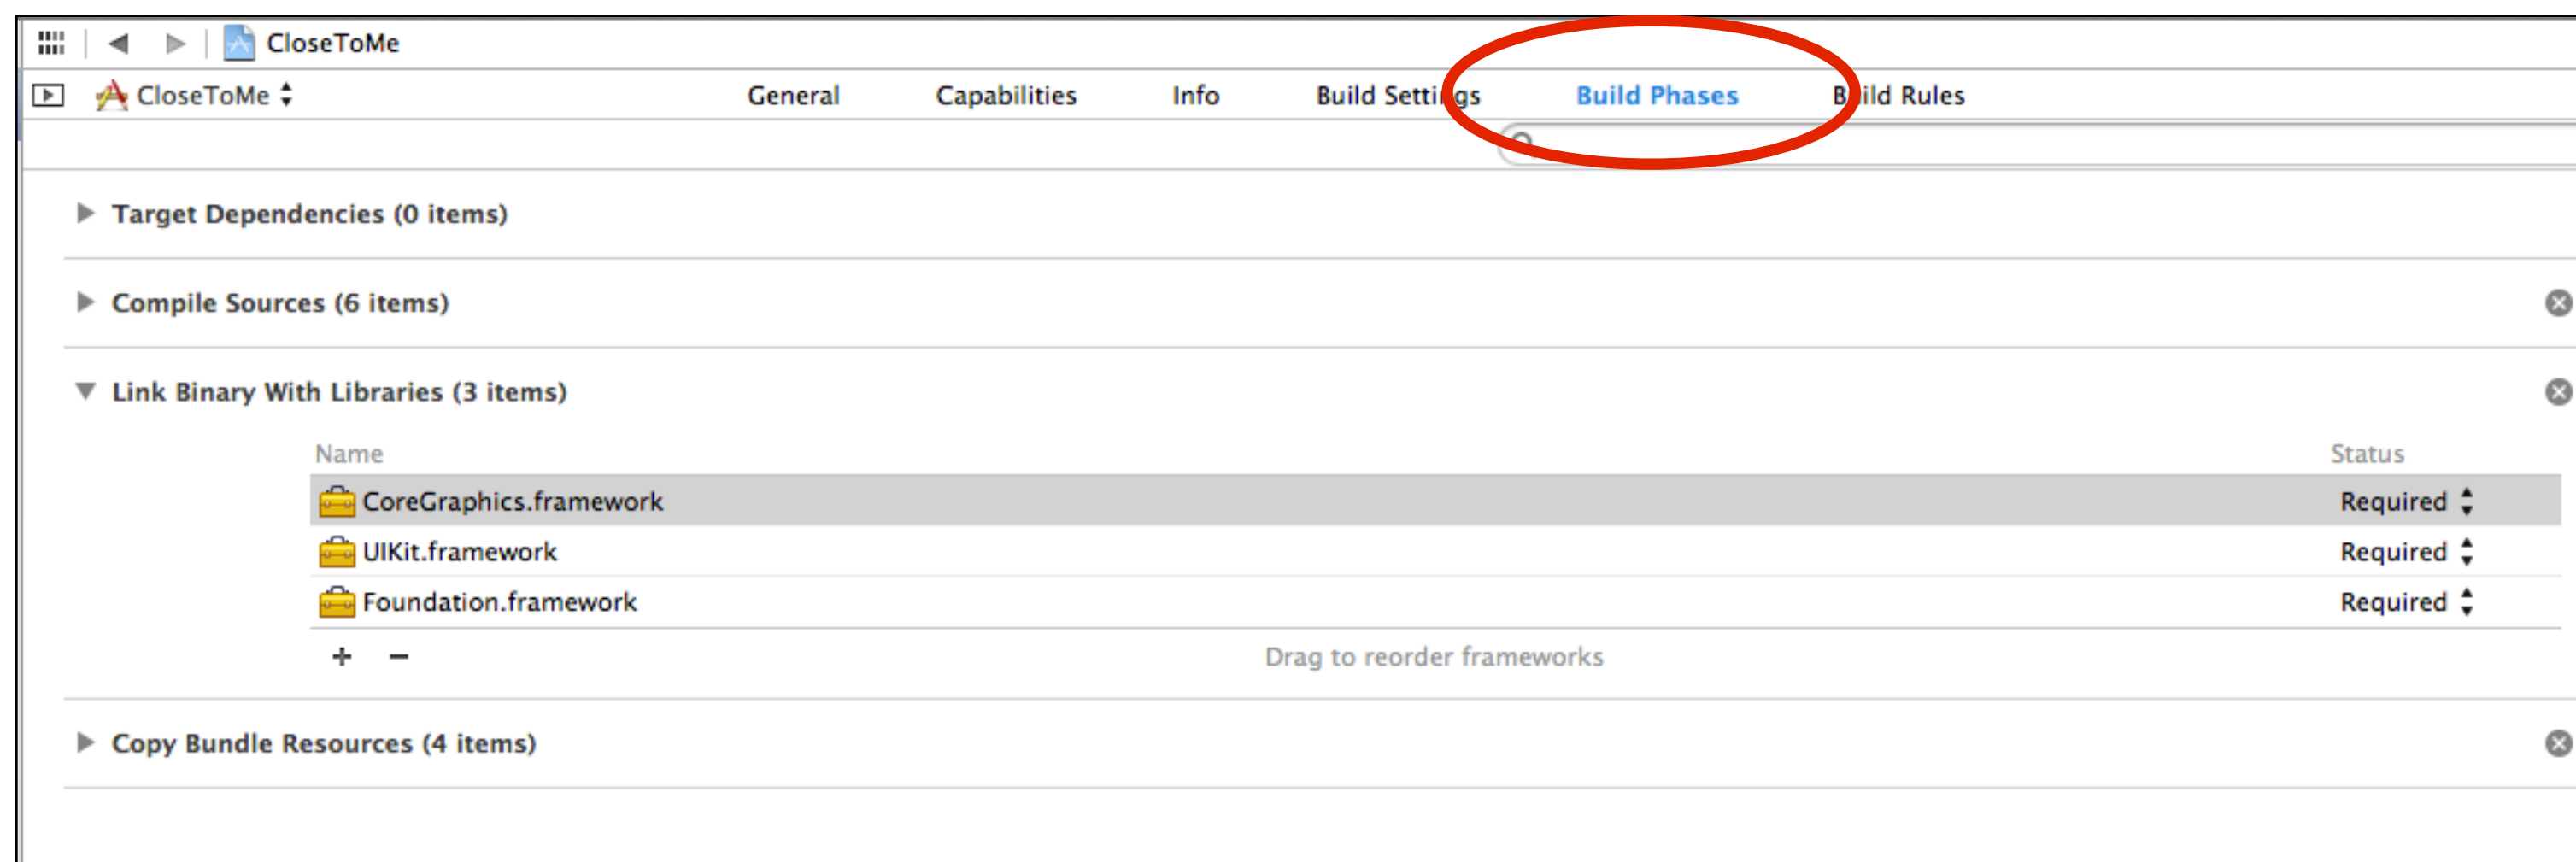 CloseToMe
CloseToMe General Capabilities Info Build Settings Build Phases Build Rules
Target Dependencies (0 items)
Compile Sources (6 items)
Link Binary With Libraries (3 items)
Name Status
CoreGraphics.framework Required
UIKit.framework Required
Foundation.framework Required
+ − Drag to reorder frameworks
Copy Bundle Resources (4 items)